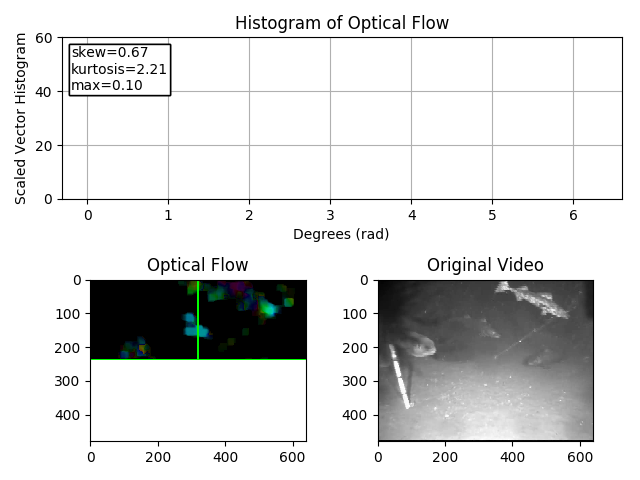 Histogram of Optical Flow
Scaled Vector Histogram
60
40
20
0
skew=0.67
kurtosis=2.21
max=0.10
0 1 2 3 4 5 6
Degrees (rad)
Optical Flow
0
100
200
300
400
0 200 400 600
Original Video
0
100
200
300
400
0 200 400 600